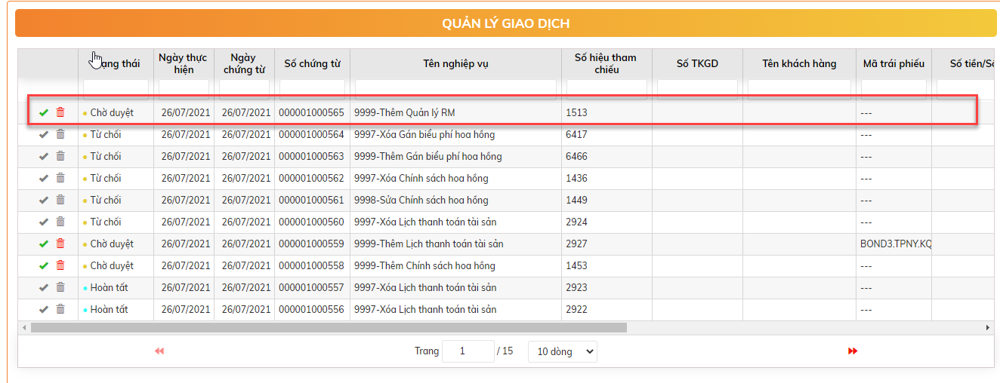 QUẢN LÝ GIAO DỊCH
ạng thái Ngày thực hiện Ngày chứng từ Số chứng từ Tên nghiệp vụ Số hiệu tham chiếu Số TKGD Tên khách hàng Mã trái phiếu Số tiền/Số
Chờ duyệt 26/07/2021 26/07/2021 000001000565 9999-Thêm Quản lý RM 1513 ---
Từ chối 26/07/2021 26/07/2021 000001000564 9997-Xóa Gán biểu phí hoa hồng 6417 ---
Từ chối 26/07/2021 26/07/2021 000001000563 9999-Thêm Gán biểu phí hoa hồng 6466 ---
Từ chối 26/07/2021 26/07/2021 000001000562 9997-Xóa Chính sách hoa hồng 1436 ---
Từ chối 26/07/2021 26/07/2021 000001000561 9998-Sửa Chính sách hoa hồng 1449 ---
Từ chối 26/07/2021 26/07/2021 000001000560 9997-Xóa Lịch thanh toán tài sản 2924 ---
Chờ duyệt 26/07/2021 26/07/2021 000001000559 9999-Thêm Lịch thanh toán tài sản 2927 BOND3.TPNY.KQ
Chờ duyệt 26/07/2021 26/07/2021 000001000558 9999-Thêm Chính sách hoa hồng 1453 ---
Hoàn tất 26/07/2021 26/07/2021 000001000557 9997-Xóa Lịch thanh toán tài sản 2923 ---
Hoàn tất 26/07/2021 26/07/2021 000001000556 9997-Xóa Lịch thanh toán tài sản 2922 ---
Trang 1 / 15 10 dòng